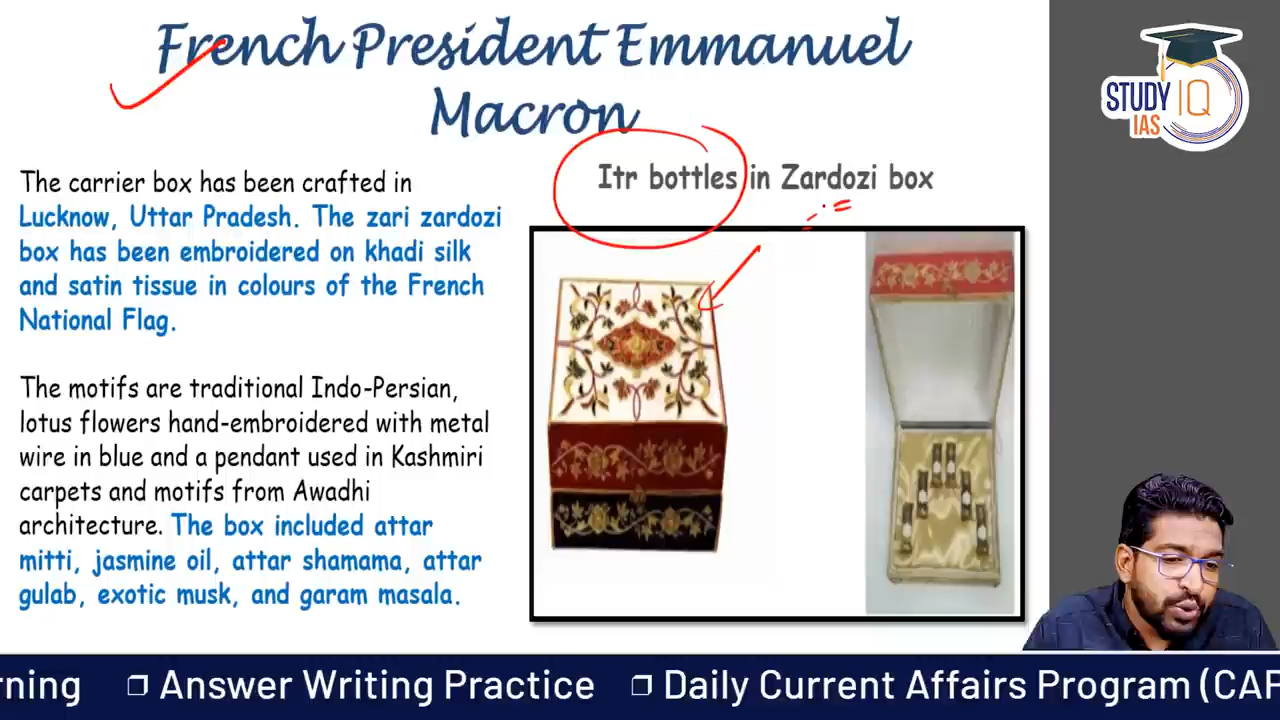 French President Emmanuel
Macron
STUDY IQ
IAS
Itr bottles in Zardozi box
The carrier box has been crafted in
Lucknow, Uttar Pradesh. The zari zardozi
box has been embroidered on khadi silk
and satin tissue in colours of the French
National Flag.
The motifs are traditional Indo-Persian,
lotus flowers hand-embroidered with metal
wire in blue and a pendant used in Kashmiri
carpets and motifs from Awadhi
architecture. The box included attar
mitti, jasmine oil, attar shamama, attar
gulab, exotic musk, and garam masala.
rning ❐ Answer Writing Practice ❐ Daily Current Affairs Program (CAP